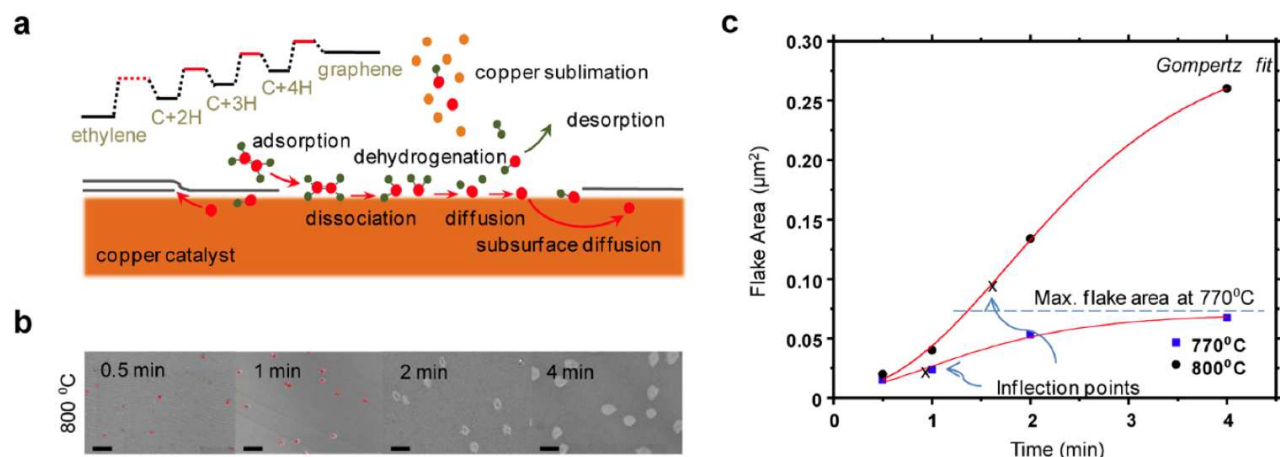 a
graphene
C+4H
C+3H
C+2H
ethylene
copper sublimation
desorption
adsorption
dehydrogenation
dissociation
diffusion
subsurface diffusion
copper catalyst
b
800 ⁰C
0.5 min
1 min
2 min
4 min
c
Gompertz fit
Flake Area (µm²)
0.30
0.25
0.20
0.15
0.10
0.05
0
Max. flake area at 770⁰C
770⁰C
800⁰C
x
x
Inflection points
0
1
2
3
4
Time (min)